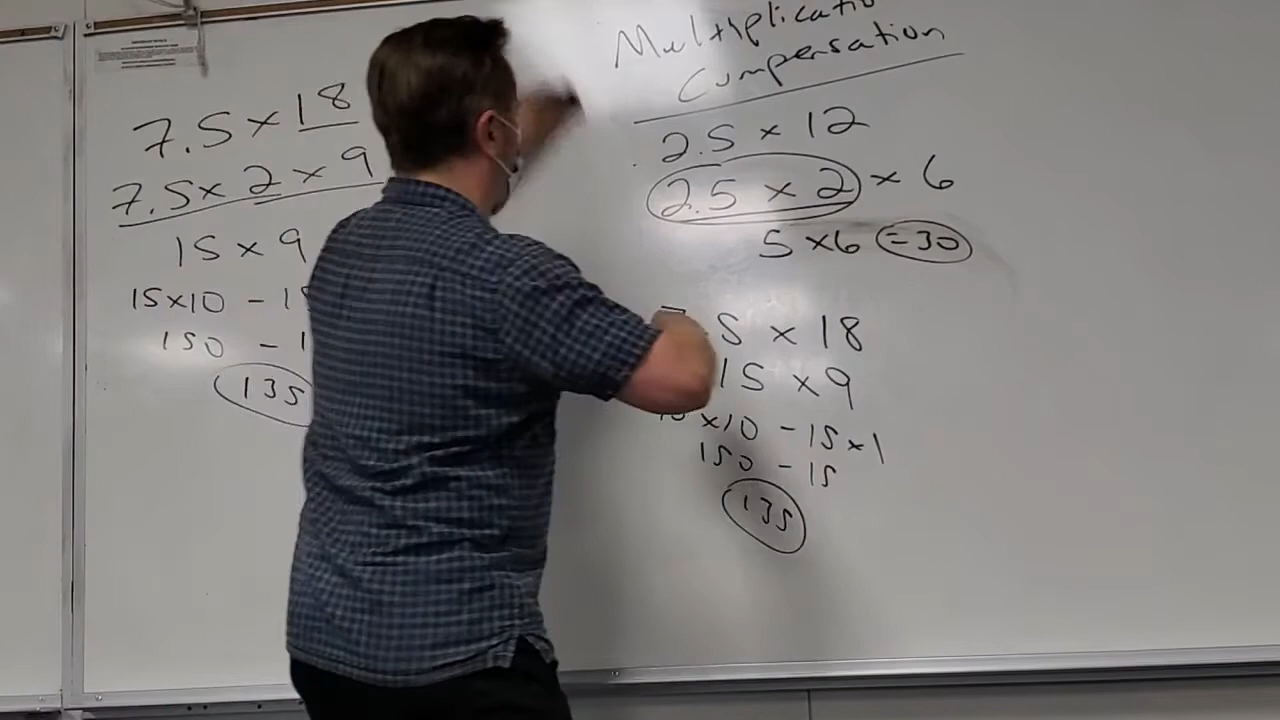 7.5 × 18
7.5 × 2 × 9
15 × 9
15×10 -
150 -
135
Compensation
2.5 × 12
2.5 × 2 × 6
5 ×6 =30
5 × 18
15 × 9
×10 - 15 × 1
150 - 15
135